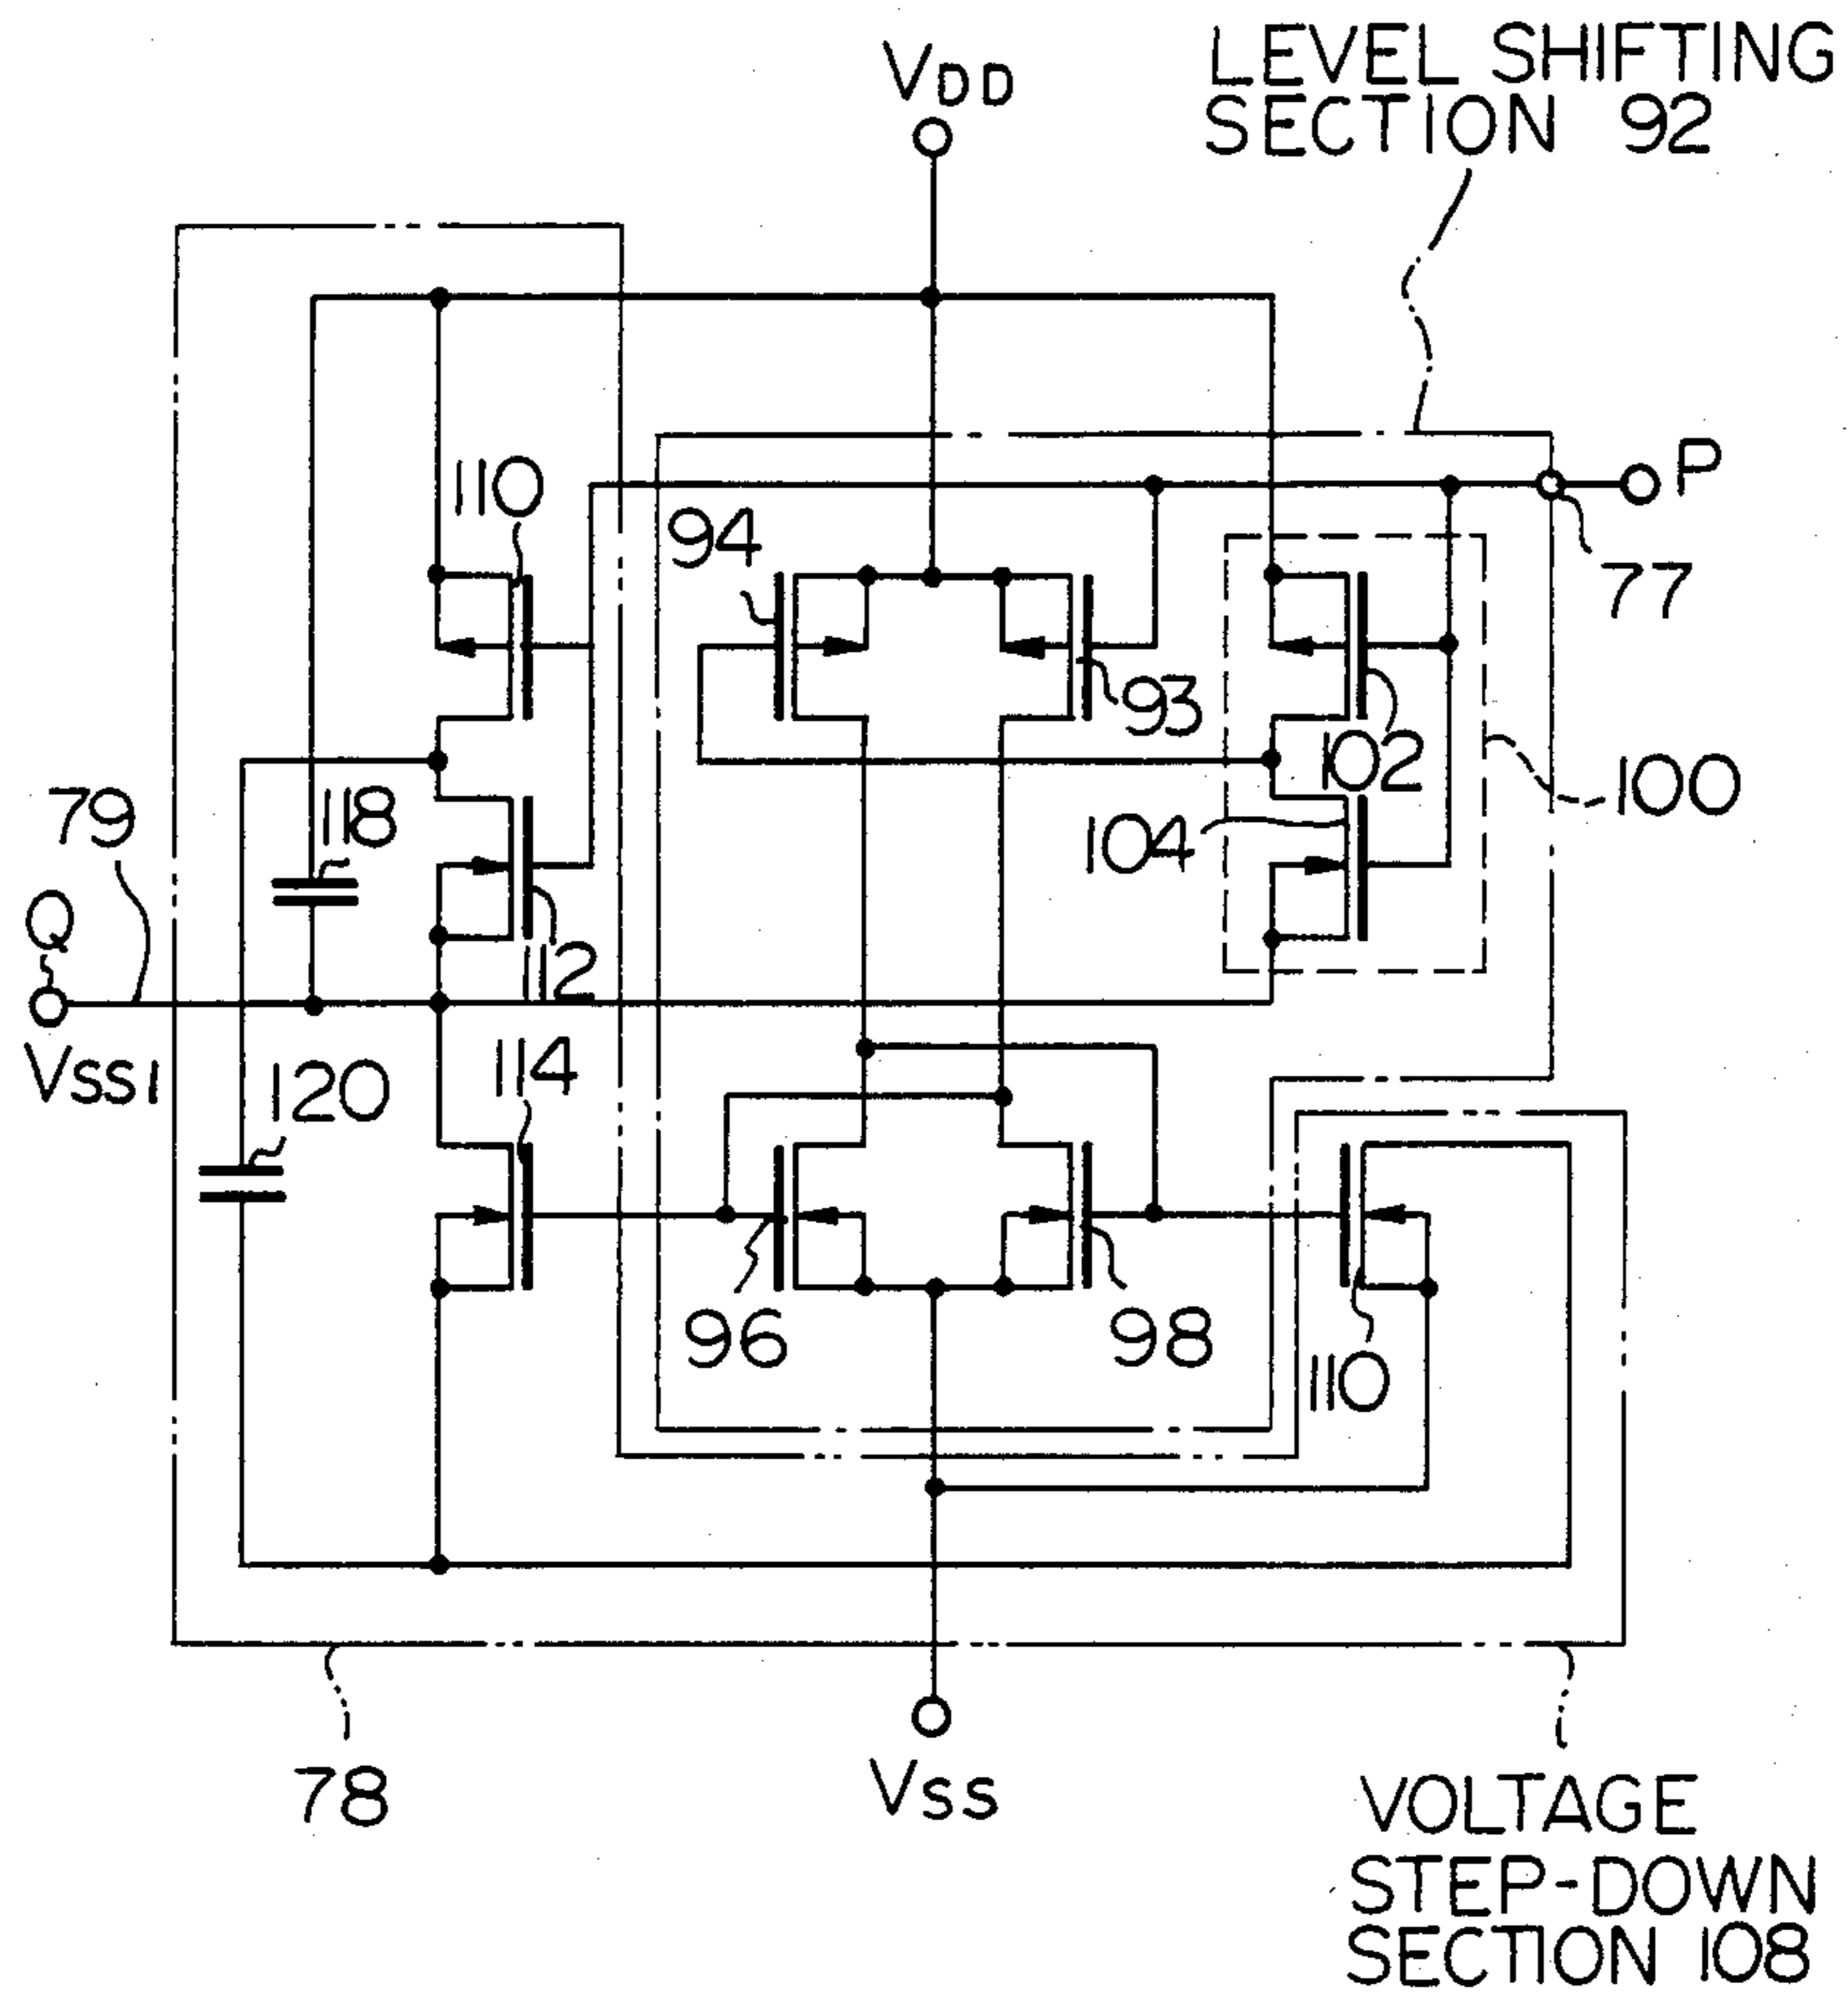 LEVEL SHIFTING
SECTION 92
VDD
P
77
110
94
93
102
100
104
79
118
Q
112
VSS1
120
114
96
98
110
78
VSS
VOLTAGE
STEP-DOWN
SECTION 108